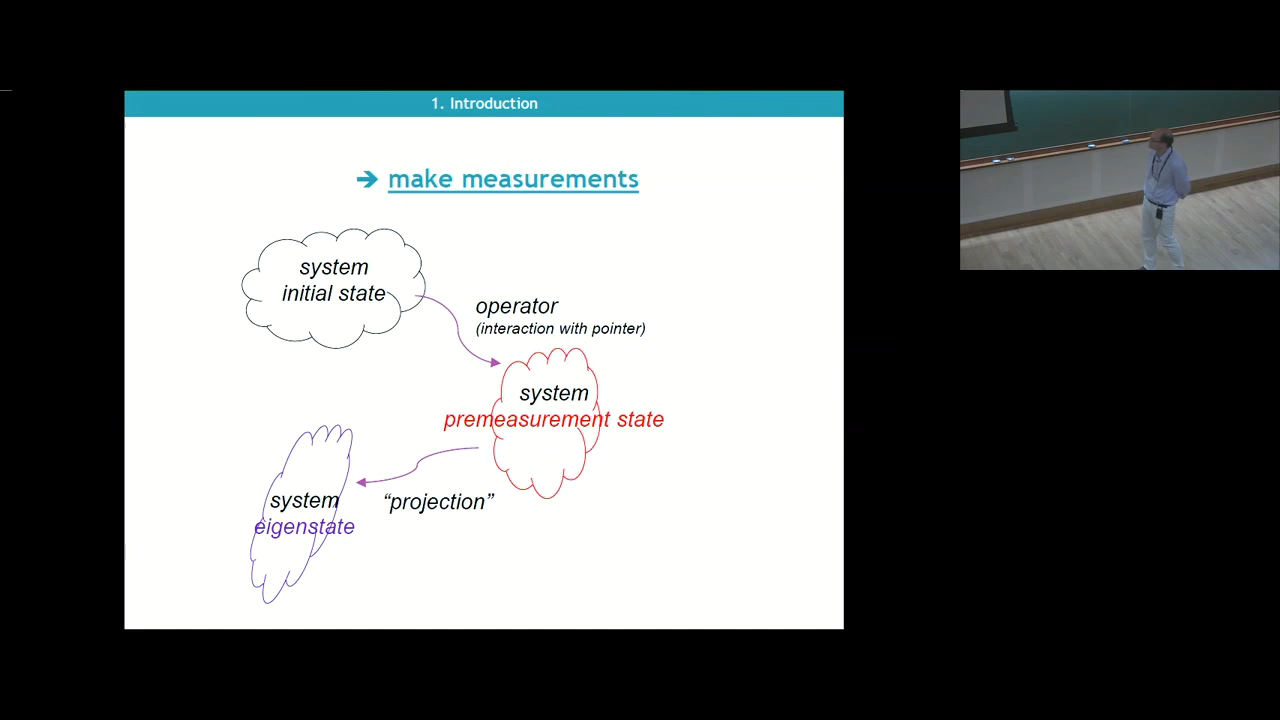 1. Introduction
➔ make measurements
system
initial state
operator
(interaction with pointer)
system
premeasurement state
system
eigenstate
“projection”